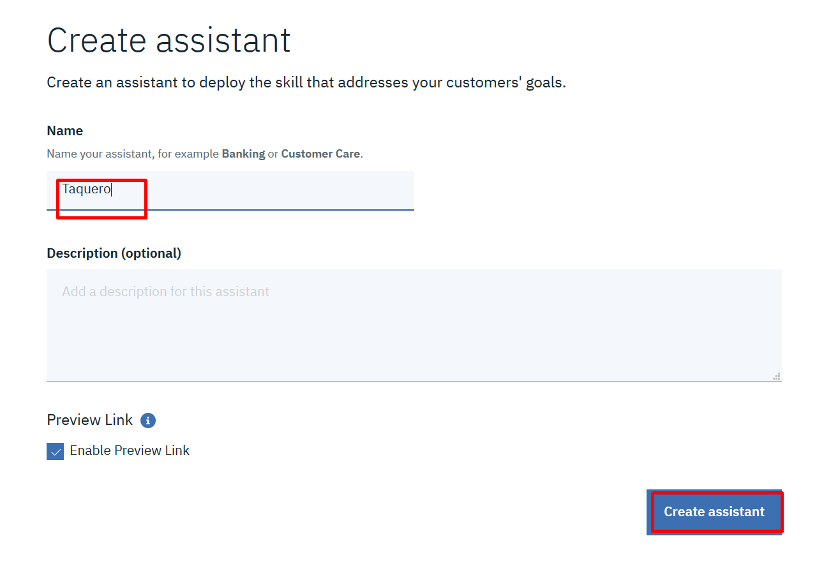 Create assistant
Create an assistant to deploy the skill that addresses your customers' goals.
Name
Name your assistant, for example Banking or Customer Care.
Taquero
Description (optional)
Add a description for this assistant
Preview Link
Enable Preview Link
Create assistant